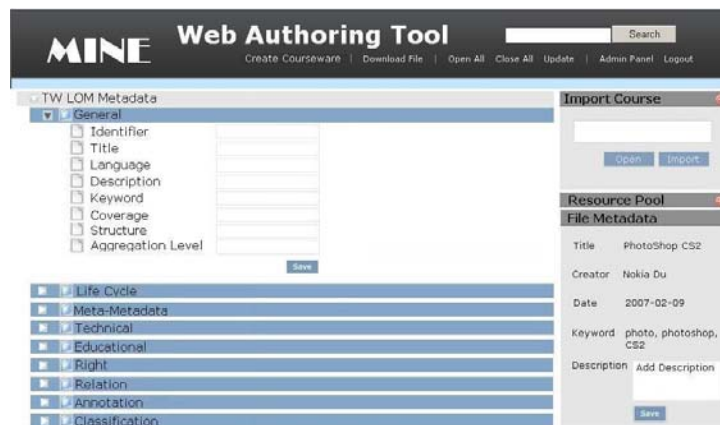 MINE
Web Authoring Tool
Search
Create Courseware | Download File | Open All Close All Update | Admin Panel Logout
TW LOM Metadata
General
Identifier
Title
Language
Description
Keyword
Coverage
Structure
Aggregation Level
Save
Life Cycle
Meta-Metadata
Technical
Educational
Right
Relation
Annotation
Classification
Import Course
Open Import
Resource Pool
File Metadata
Title PhotoShop CS2
Creator Nokia Du
Date 2007-02-09
Keyword photo, photoshop,
CS2
Description Add Description
Save